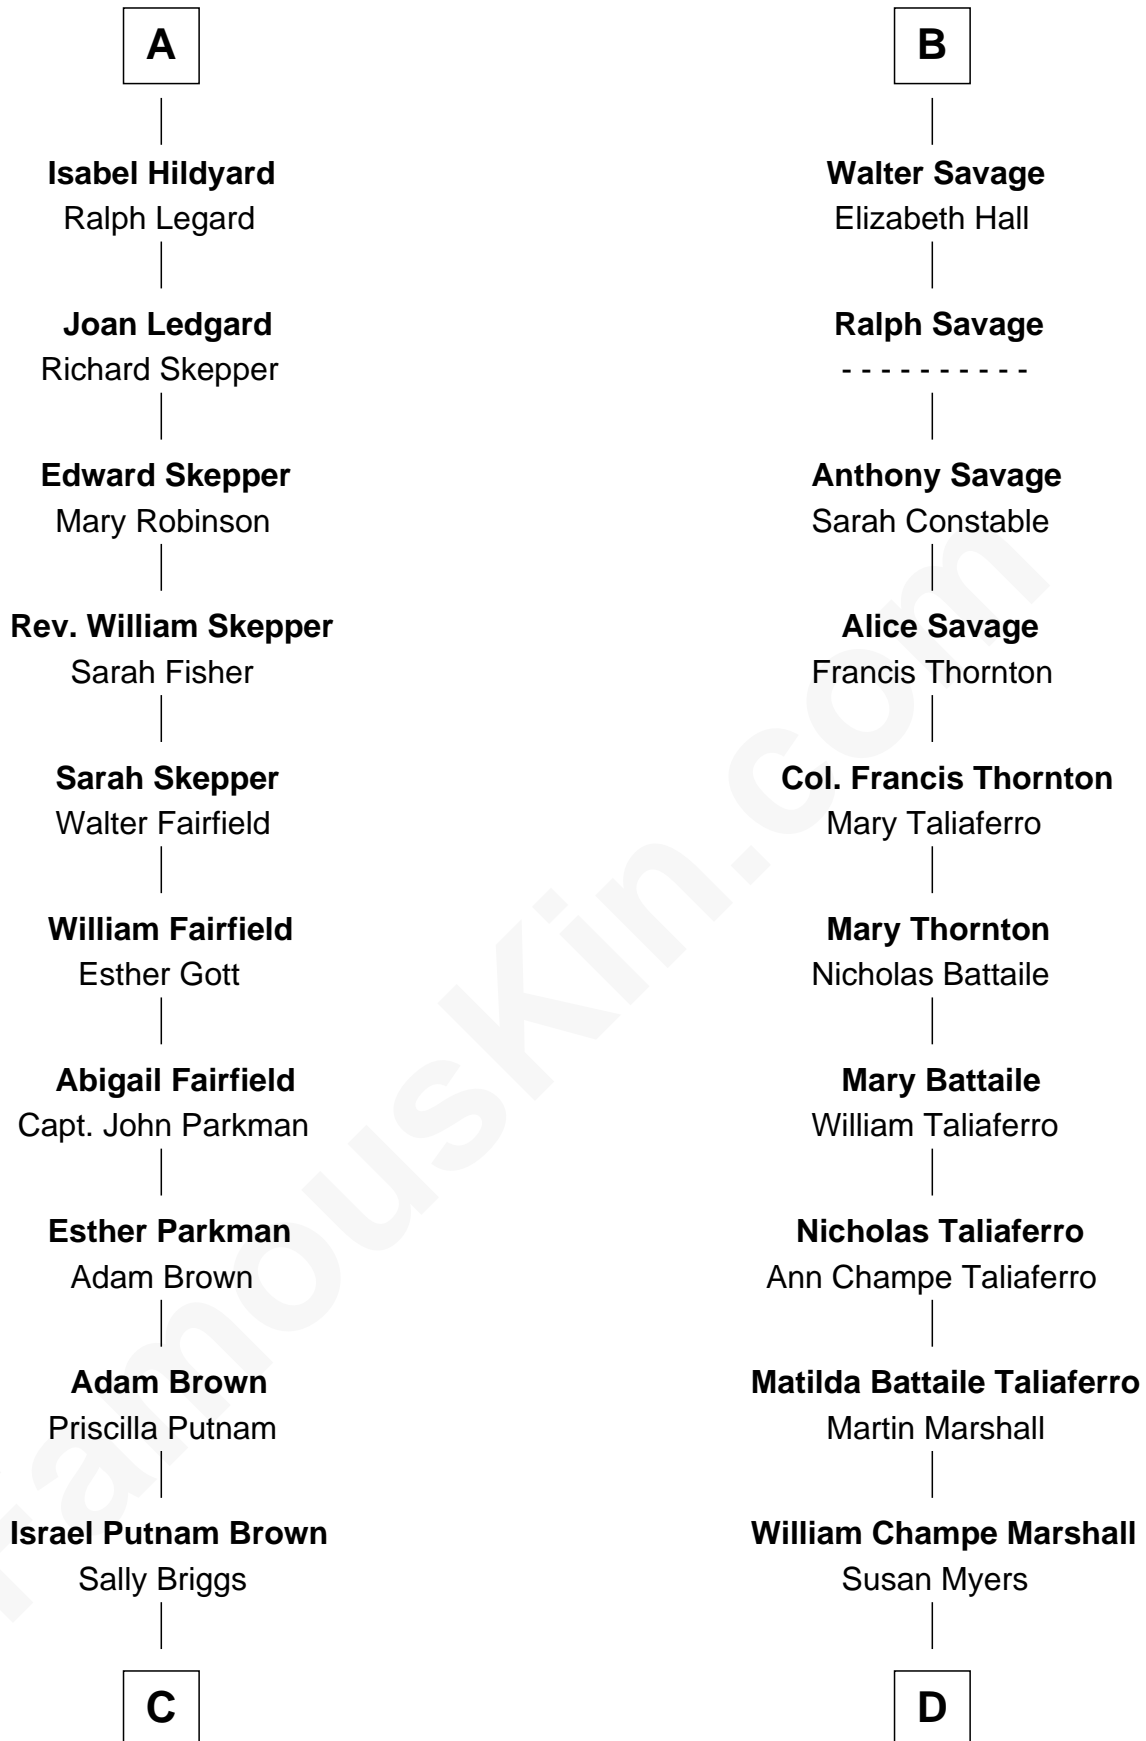 A
Isabel Hildyard
Ralph Legard
Joan Ledgard
Richard Skepper
Edward Skepper
Mary Robinson
Rev. William Skepper
Sarah Fisher
Sarah Skepper
Walter Fairfield
William Fairfield
Esther Gott
Abigail Fairfield
Capt. John Parkman
Esther Parkman
Adam Brown
Adam Brown
Priscilla Putnam
Israel Putnam Brown
Sally Briggs
C
B
Walter Savage
Elizabeth Hall
Ralph Savage
- - - - - - - - - -
Anthony Savage
Sarah Constable
Alice Savage
Francis Thornton
Col. Francis Thornton
Mary Taliaferro
Mary Thornton
Nicholas Battaile
Mary Battaile
William Taliaferro
Nicholas Taliaferro
Ann Champe Taliaferro
Matilda Battaile Taliaferro
Martin Marshall
William Champe Marshall
Susan Myers
D
FamousKin.com